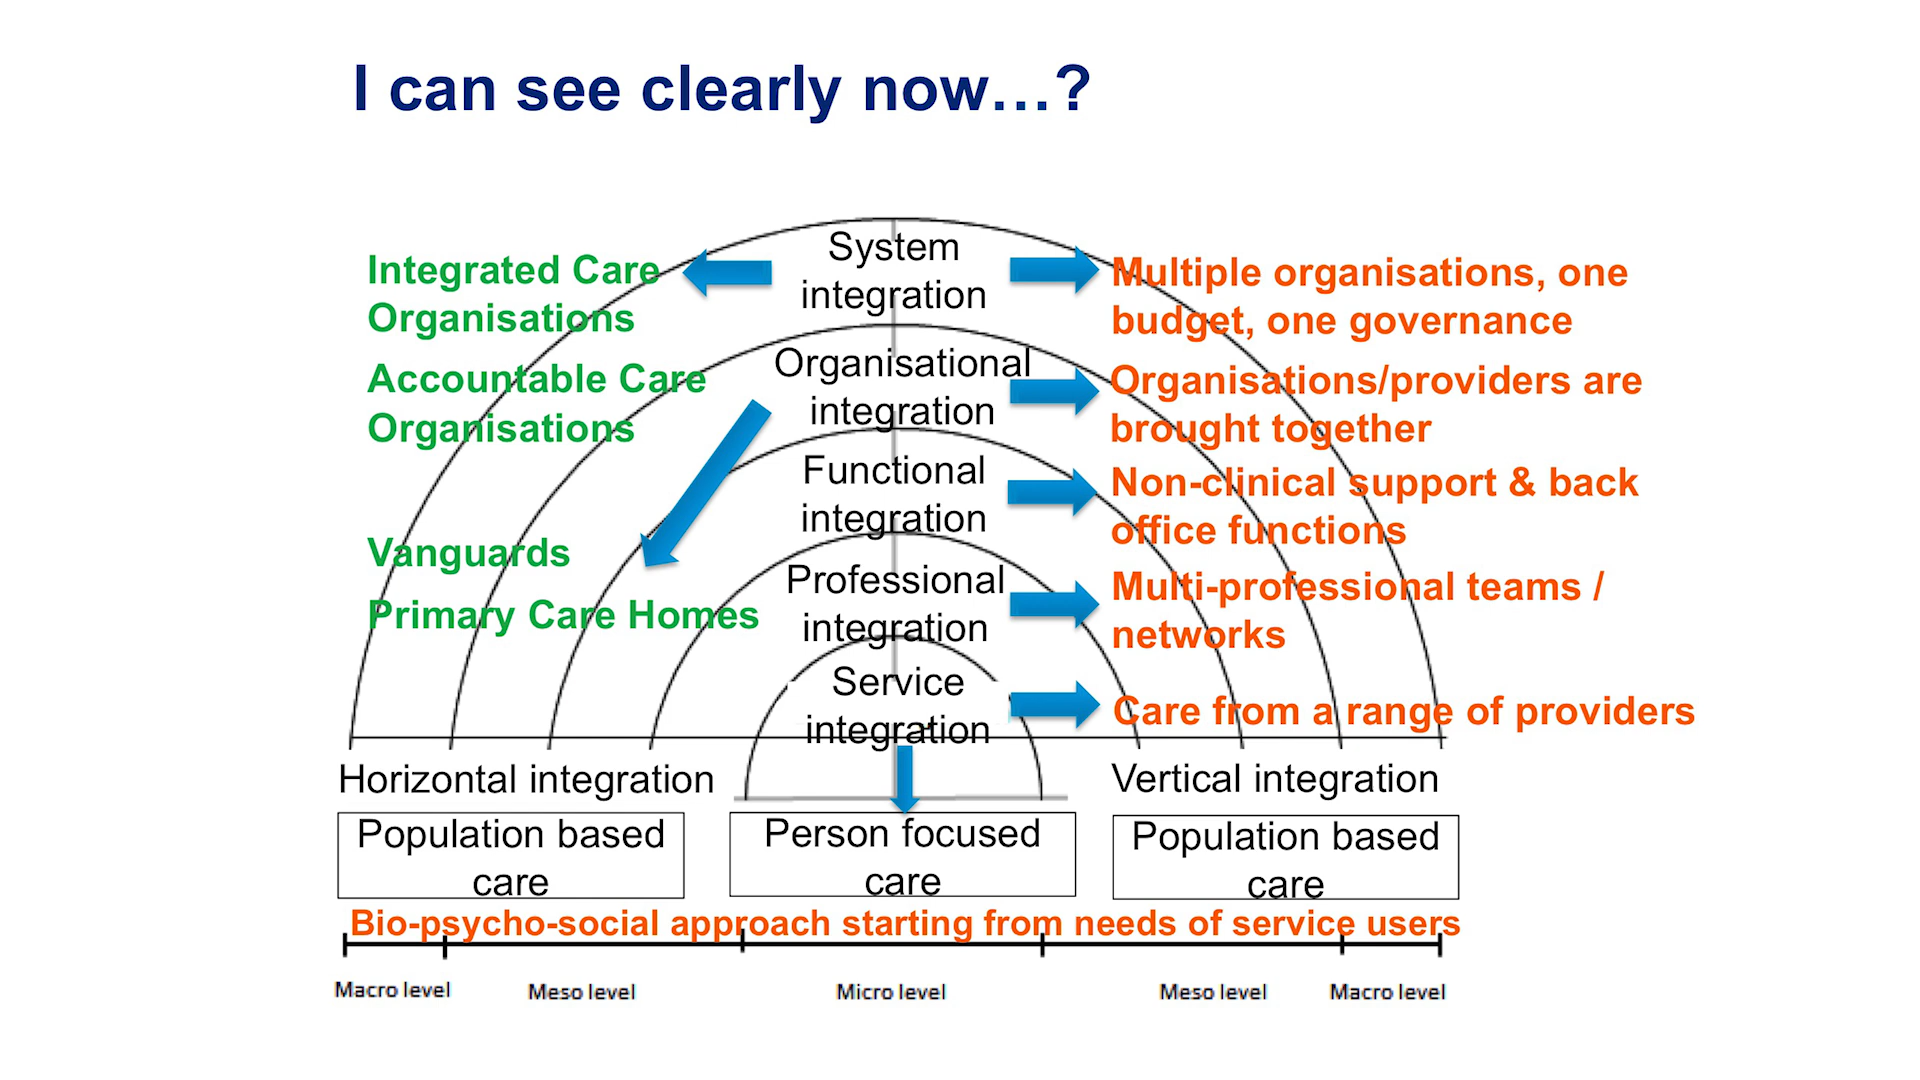 I can see clearly now…?
System
integration
Integrated Care
Organisations
Multiple organisations, one
budget, one governance
Organisational
integration
Accountable Care
Organisations
Organisations/providers are
brought together
Functional
integration
Non-clinical support & back
office functions
Vanguards
Primary Care Homes
Professional
integration
Multi-professional teams /
networks
Service
integration
Care from a range of providers
Horizontal integration
Vertical integration
Population based
care
Person focused
care
Population based
care
Bio-psycho-social approach starting from needs of service users
Macro level
Meso level
Micro level
Meso level
Macro level